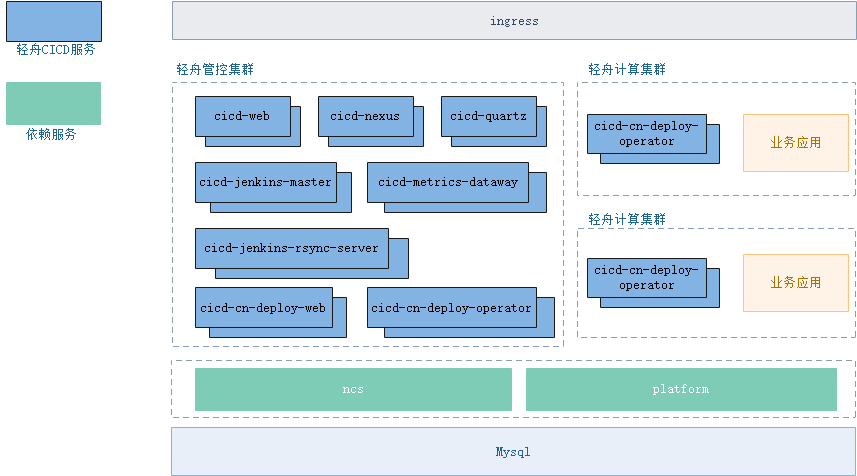 轻舟CICD服务
依赖服务
ingress
轻舟管控集群
cicd-web
cicd-nexus
cicd-quartz
cicd-jenkins-master
cicd-metrics-dataway
cicd-jenkins-rsync-server
cicd-cn-deploy-web
cicd-cn-deploy-operator
轻舟计算集群
cicd-cn-deploy-
operator
业务应用
轻舟计算集群
cicd-cn-deploy-
operator
业务应用
ncs
platform
Mysql